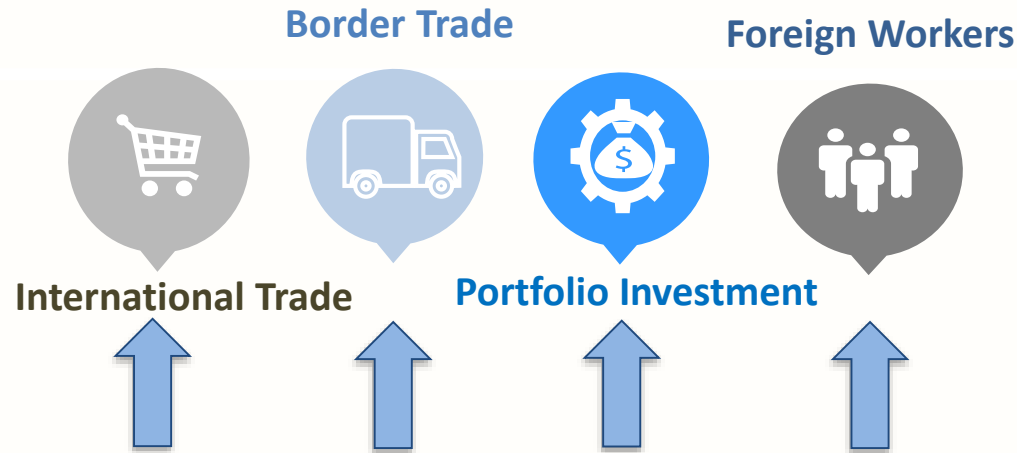 Border Trade
Foreign Workers
$
International Trade
Portfolio Investment